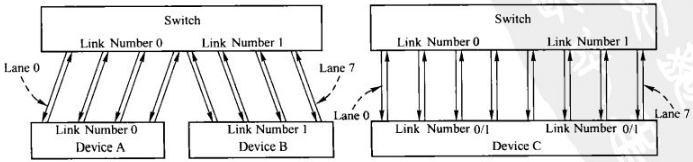 Switch
Link Number 0
Link Number 1
Lane 0
Lane 7
Link Number 0
Device A
Link Number 1
Device B
Switch
Link Number 0
Link Number 1
Lane 0
Lane 7
Link Number 0/1
Link Number 0/1
Device C